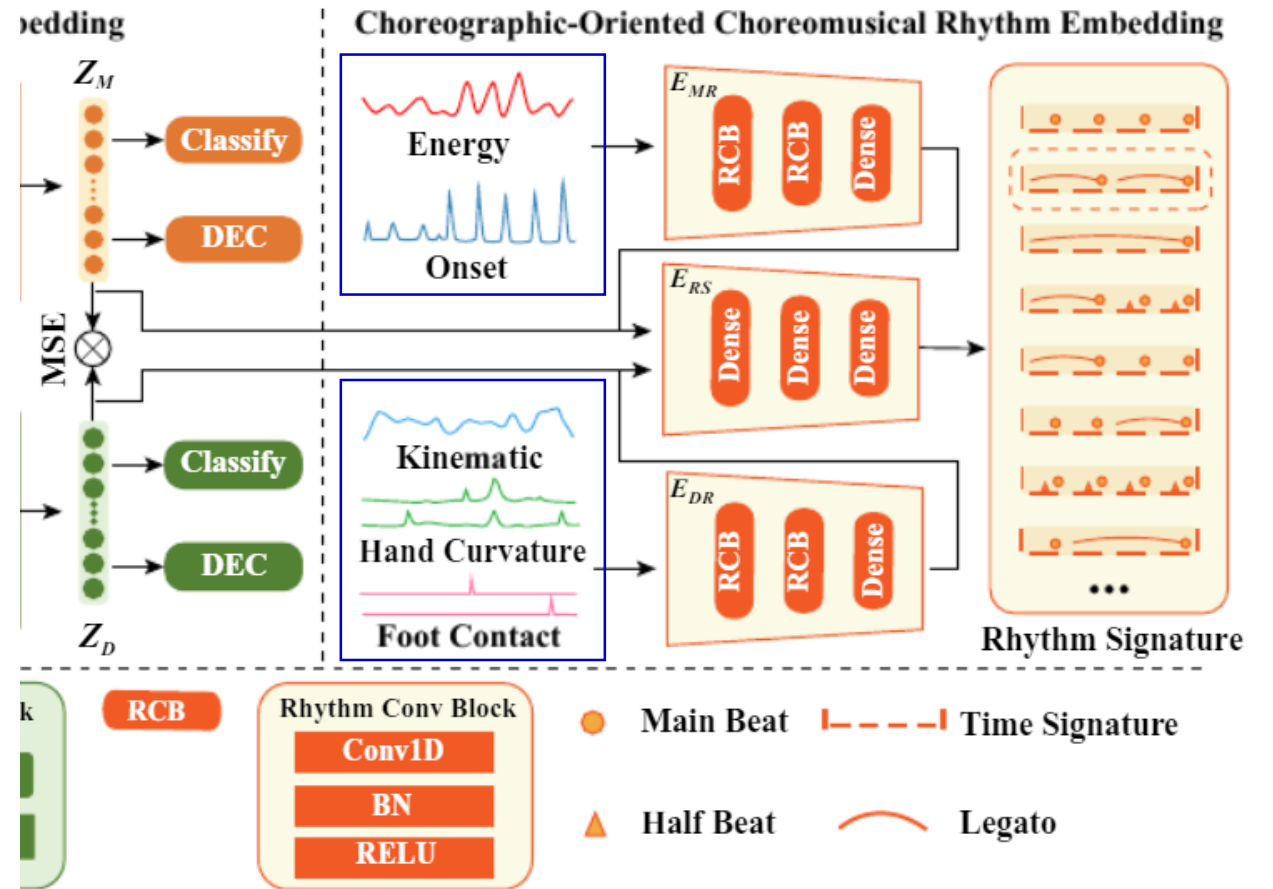 bedding
Choreographic-Oriented Choreomusical Rhythm Embedding
Z_M
Classify
DEC
MSE
Classify
DEC
Z_D
Energy
Onset
Kinematic
Hand Curvature
Foot Contact
E_MR
RCB
RCB
Dense
E_RS
Dense
Dense
Dense
E_DR
RCB
RCB
Dense
•••
Rhythm Signature
k
RCB
Rhythm Conv Block
Conv1D
BN
RELU
Main Beat
Time Signature
Half Beat
Legato